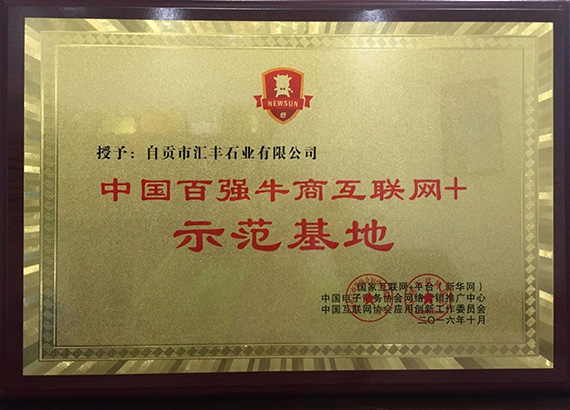 NEWSUN
授予：自贡市汇丰石业有限公司
中国百强牛商互联网+
示范基地
国家互联网+平台（新华网）
中国电子商务协会网络营销推广中心
中国互联网协会应用创新工作委员会
二〇一六年十月